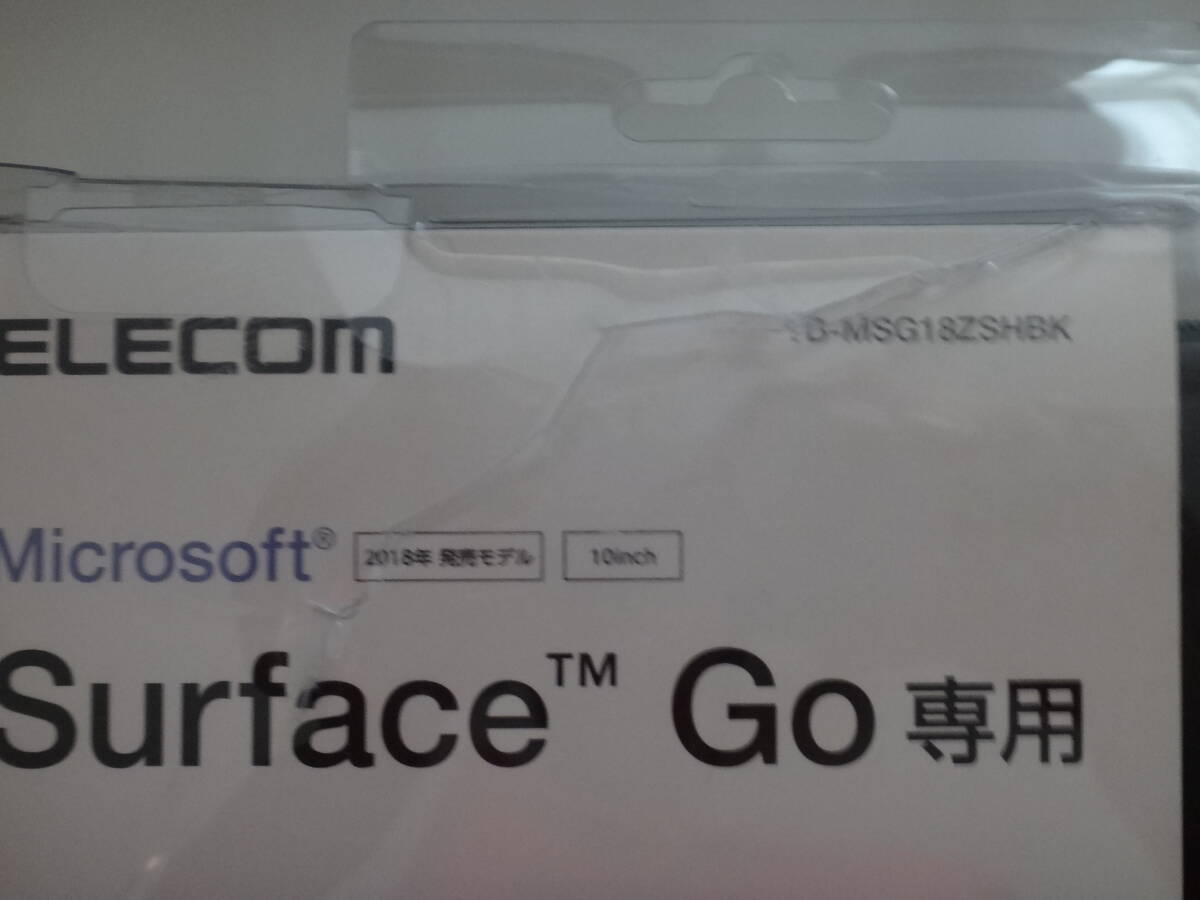 ELECOM
B-MSG18ZSHBK
Microsoft® 2018年 発売モデル 10inch
Surface™ Go 専用